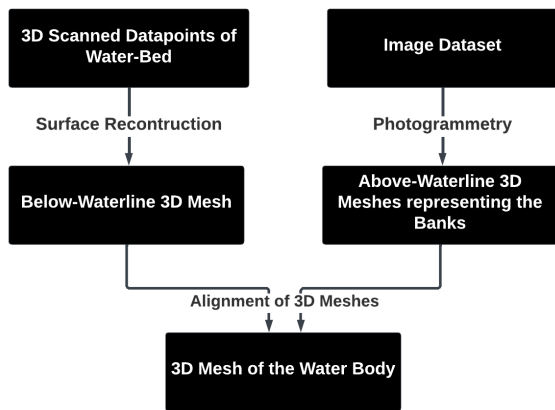 3D Scanned Datapoints of
Water-Bed
Image Dataset
Surface Recontruction
Photogrammetry
Below-Waterline 3D Mesh
Above-Waterline 3D
Meshes representing the
Banks
Alignment of 3D Meshes
3D Mesh of the Water Body